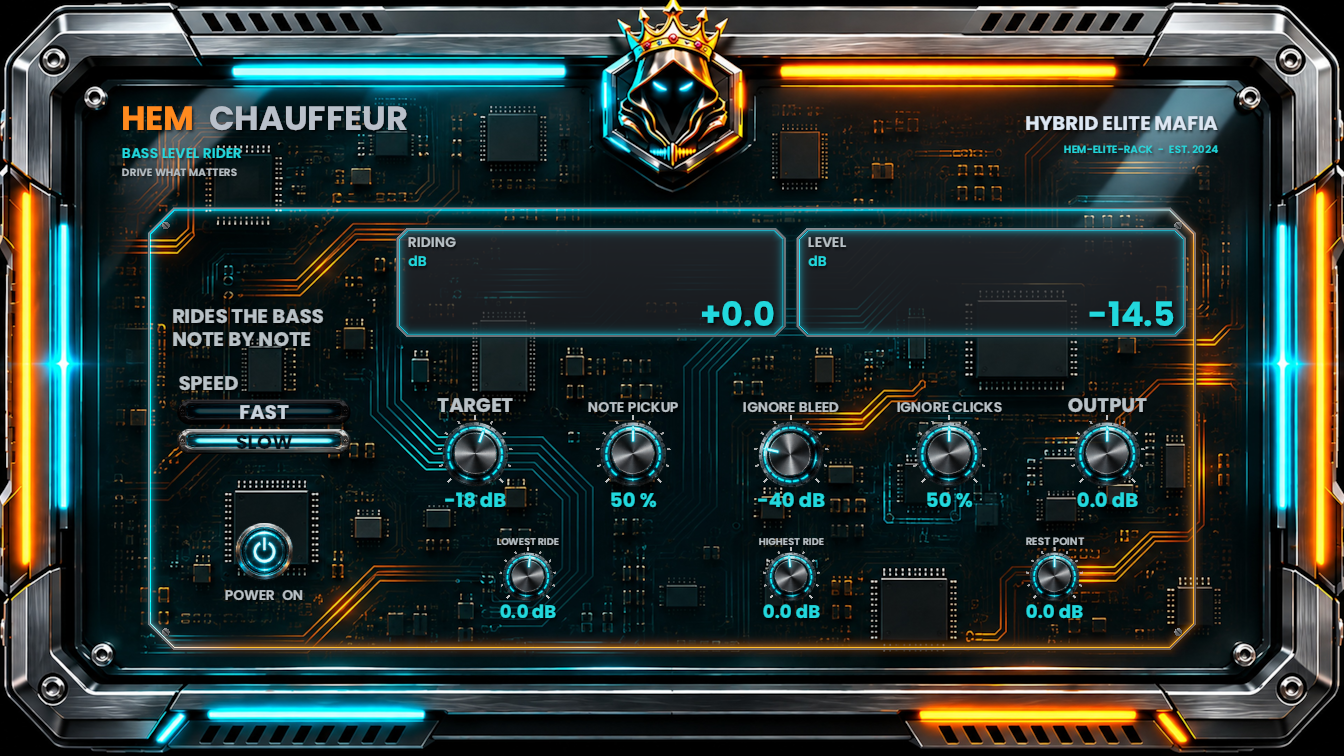 HEM CHAUFFEUR
BASS LEVEL RIDER
DRIVE WHAT MATTERS
HYBRID ELITE MAFIA
HEM-ELITE-RACK - EST. 2024
RIDING
dB
+0.0
LEVEL
dB
-14.5
RIDES THE BASS
NOTE BY NOTE
SPEED
FAST
SLOW
TARGET
-18 dB
NOTE PICKUP
50 %
IGNORE BLEED
-40 dB
IGNORE CLICKS
50 %
OUTPUT
0.0 dB
POWER ON
LOWEST RIDE
0.0 dB
HIGHEST RIDE
0.0 dB
REST POINT
0.0 dB